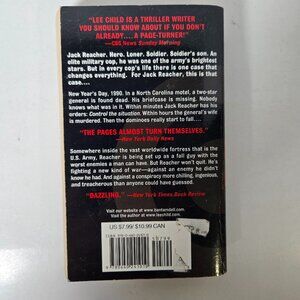 "LEE CHILD IS A THRILLER WRITER
YOU SHOULD KNOW ABOUT IF YOU DON'T
ALREADY.... A PAGE-TURNER!"
—CBS News Sunday Morning
Jack Reacher. Hero. Loner. Soldier. Soldier's son. An
elite military cop, he was one of the army's brightest
stars. But in every cop's life there is one case that
changes everything. For Jack Reacher, this is that
case....
New Year's Day, 1990. In a North Carolina motel, a two-star
general is found dead. His briefcase is missing. Nobody
knows what was in it. Within minutes Jack Reacher has his
orders: Control the situation. Within hours the general's wife
is murdered. Then the dominoes really start to fall....
"THE PAGES ALMOST TURN THEMSELVES."
—New York Daily News
Somewhere inside the vast worldwide fortress that is the
U.S. Army, Reacher is being set up as a fall guy with the
worst enemies a man can have. But Reacher won't quit. He's
fighting a new kind of war—against an enemy he didn't
know he had. And against a conspiracy more chilling, ingenious,
and treacherous than anyone could have guessed.
"DAZZLING." —New York Times Book Review
Visit our website at www.bantamdell.com
Visit the author at www.leechild.com
US $7.99/ $10.99 CAN